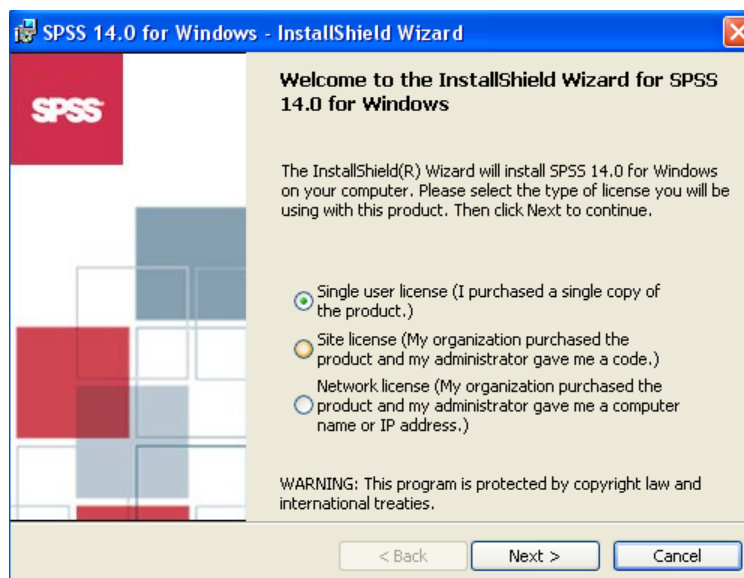 SPSS 14.0 for Windows - InstallShield Wizard
SPSS
Welcome to the InstallShield Wizard for SPSS
14.0 for Windows
The InstallShield(R) Wizard will install SPSS 14.0 for Windows
on your computer. Please select the type of license you will be
using with this product. Then click Next to continue.
Single user license (I purchased a single copy of
the product.)
Site license (My organization purchased the
product and my administrator gave me a code.)
Network license (My organization purchased the
product and my administrator gave me a computer
name or IP address.)
WARNING: This program is protected by copyright law and
international treaties.
< Back
Next >
Cancel